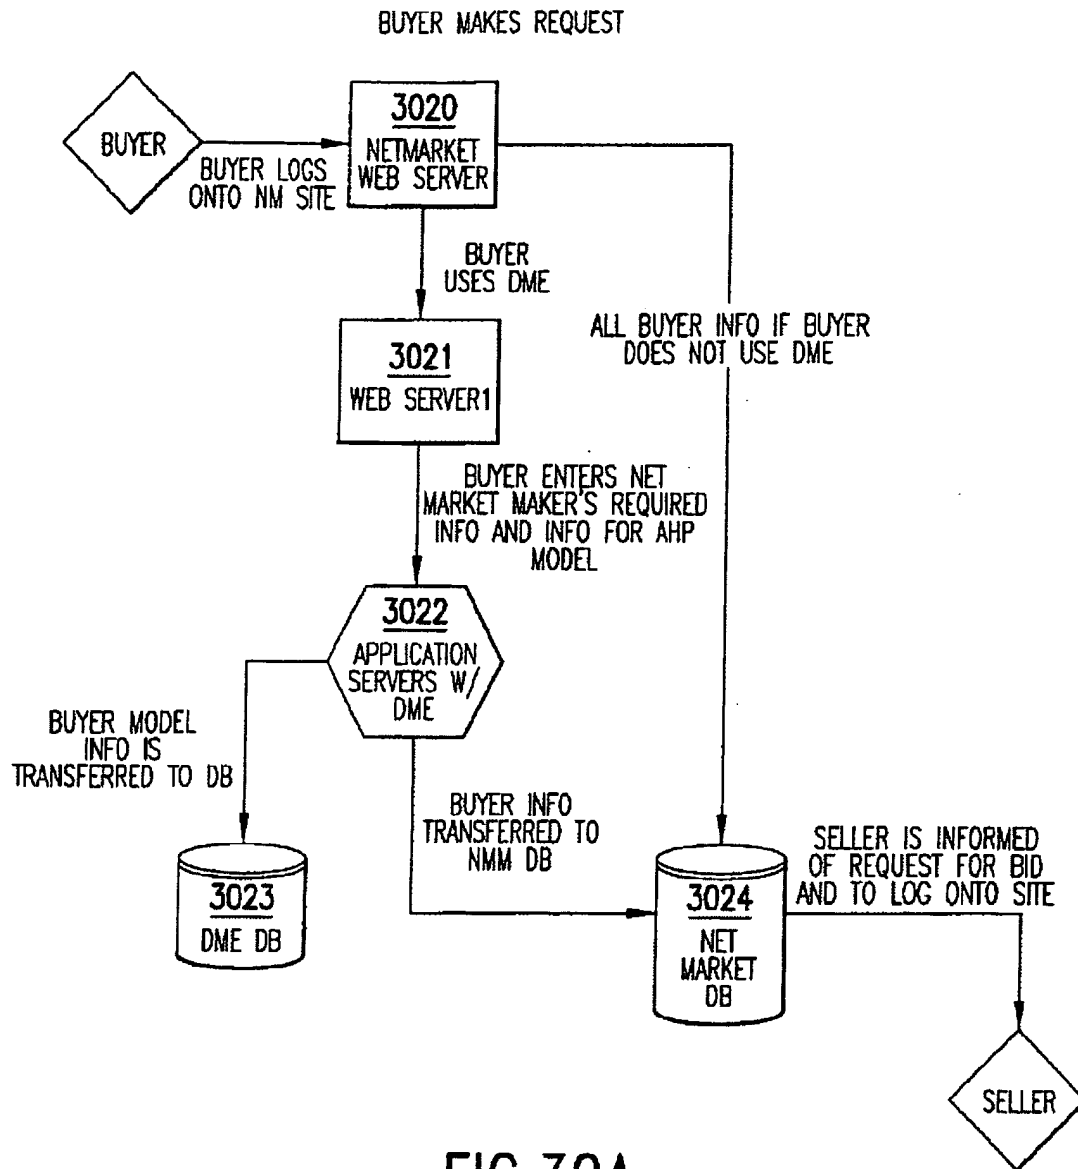 BUYER MAKES REQUEST
BUYER
BUYER LOGS
ONTO NM SITE
3020
NETMARKET
WEB SERVER
BUYER
USES DME
ALL BUYER INFO IF BUYER
DOES NOT USE DME
3021
WEB SERVER1
BUYER ENTERS NET
MARKET MAKER'S REQUIRED
INFO AND INFO FOR AHP
MODEL
3022
APPLICATION
SERVERS W/
DME
BUYER MODEL
INFO IS
TRANSFERRED TO DB
BUYER INFO
TRANSFERRED TO
NMM DB
3023
DME DB
3024
NET
MARKET
DB
SELLER IS INFORMED
OF REQUEST FOR BID
AND TO LOG ONTO SITE
SELLER
FIG.30A